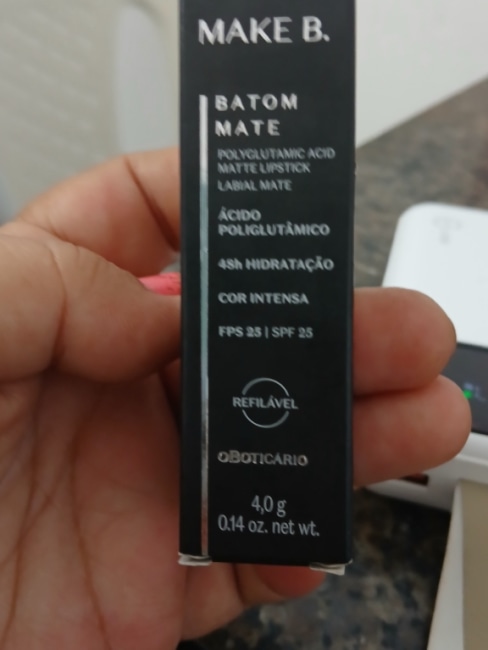 MAKE B.
BATOM
MATE
POLYGLUTAMIC ACID
MATTE LIPSTICK
LABIAL MATE
ÁCIDO
POLIGLUTÂMICO
48h HIDRATAÇÃO
COR INTENSA
FPS 25 | SPF 25
REFILÁVEL
oBOTICÁRIO
4,0 g
0.14 oz. net wt.